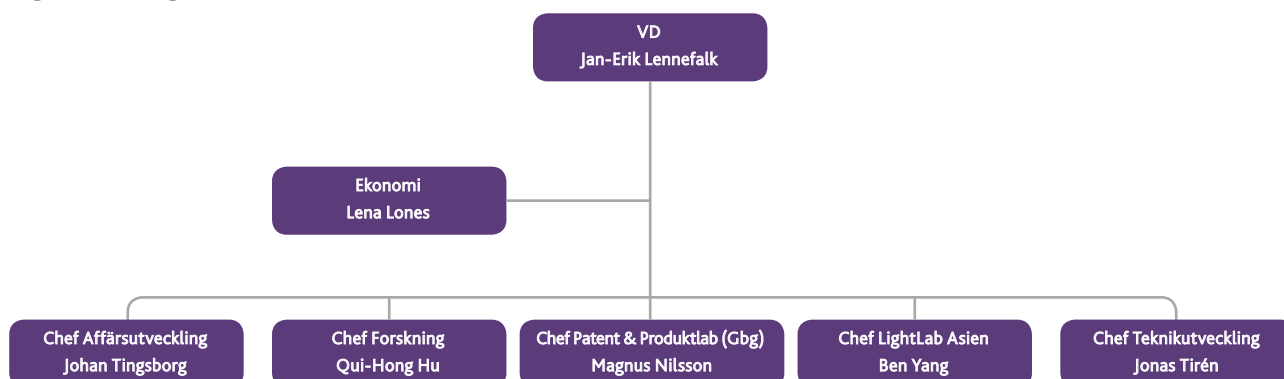 VD
Jan-Erik Lennefalk
Ekonomi
Lena Lones
Chef Affärsutveckling
Johan Tingsborg
Chef Forskning
Qui-Hong Hu
Chef Patent & Produktlab (Gbg)
Magnus Nilsson
Chef LightLab Asien
Ben Yang
Chef Teknikutveckling
Jonas Tirén